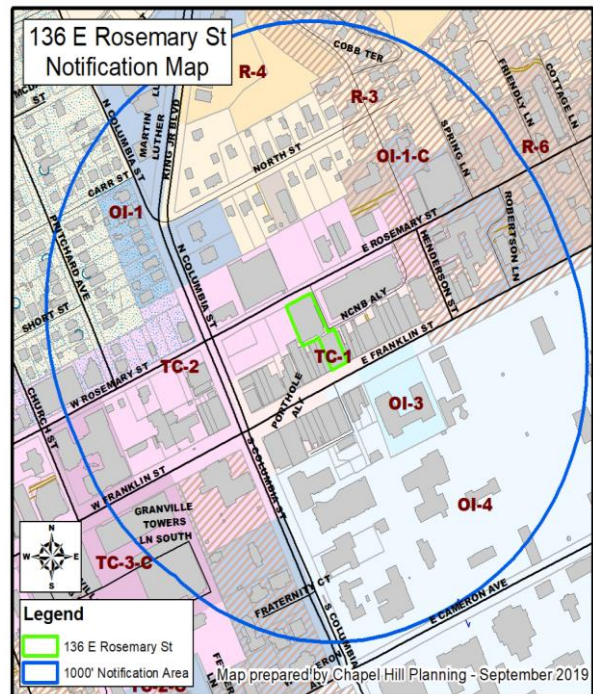 136 E Rosemary St
Notification Map
COBB TER
R-4
R-3
FRIENDLY LN
COTTAGE LN
ST
N COLUMBIA ST
MARTIN
LUTHER
KING JR BLVD
NORTH ST
SPRING LN
OI-1-C
R-6
CARR ST
OI-1
PRITCHARD AVE
E ROSEMARY ST
ROBERTSON LN
HENDERSON ST
N COLUMBIA ST
NCNB ALY
SHORT ST
TC-1
E FRANKLIN ST
TC-2
W ROSEMARY ST
PORTHOLE
ALY
OI-3
CHURCH ST
S COLUMBIA ST
W FRANKLIN ST
OI-4
GRANVILLE
TOWERS
LN SOUTH
N
W E
S
TC-3-C
FRATERNITY CT
E CAMERON AVE
S COLUMBIA
Legend
136 E Rosemary St
1000' Notification Area
LN
Map prepared by Chapel Hill Planning - September 2019